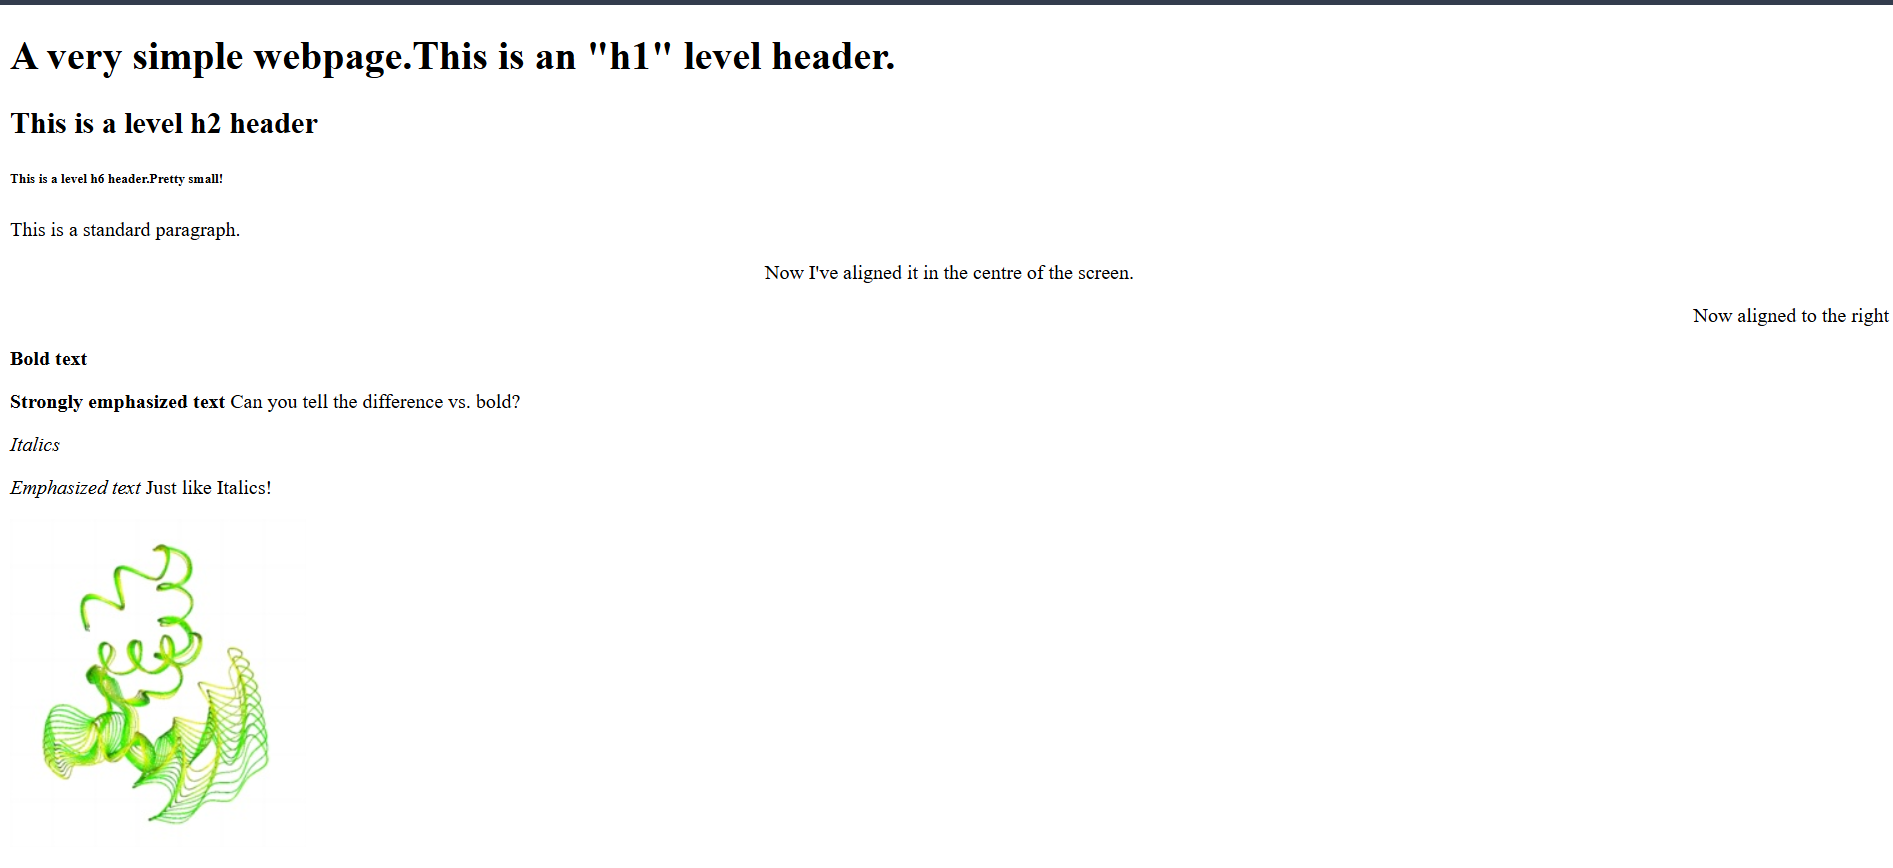 A very simple webpage.This is an "h1" level header.
This is a level h2 header
This is a level h6 header.Pretty small!
This is a standard paragraph.
Now I've aligned it in the centre of the screen.
Now aligned to the right
Bold text
Strongly emphasized text Can you tell the difference vs. bold?
Italics
Emphasized text Just like Italics!